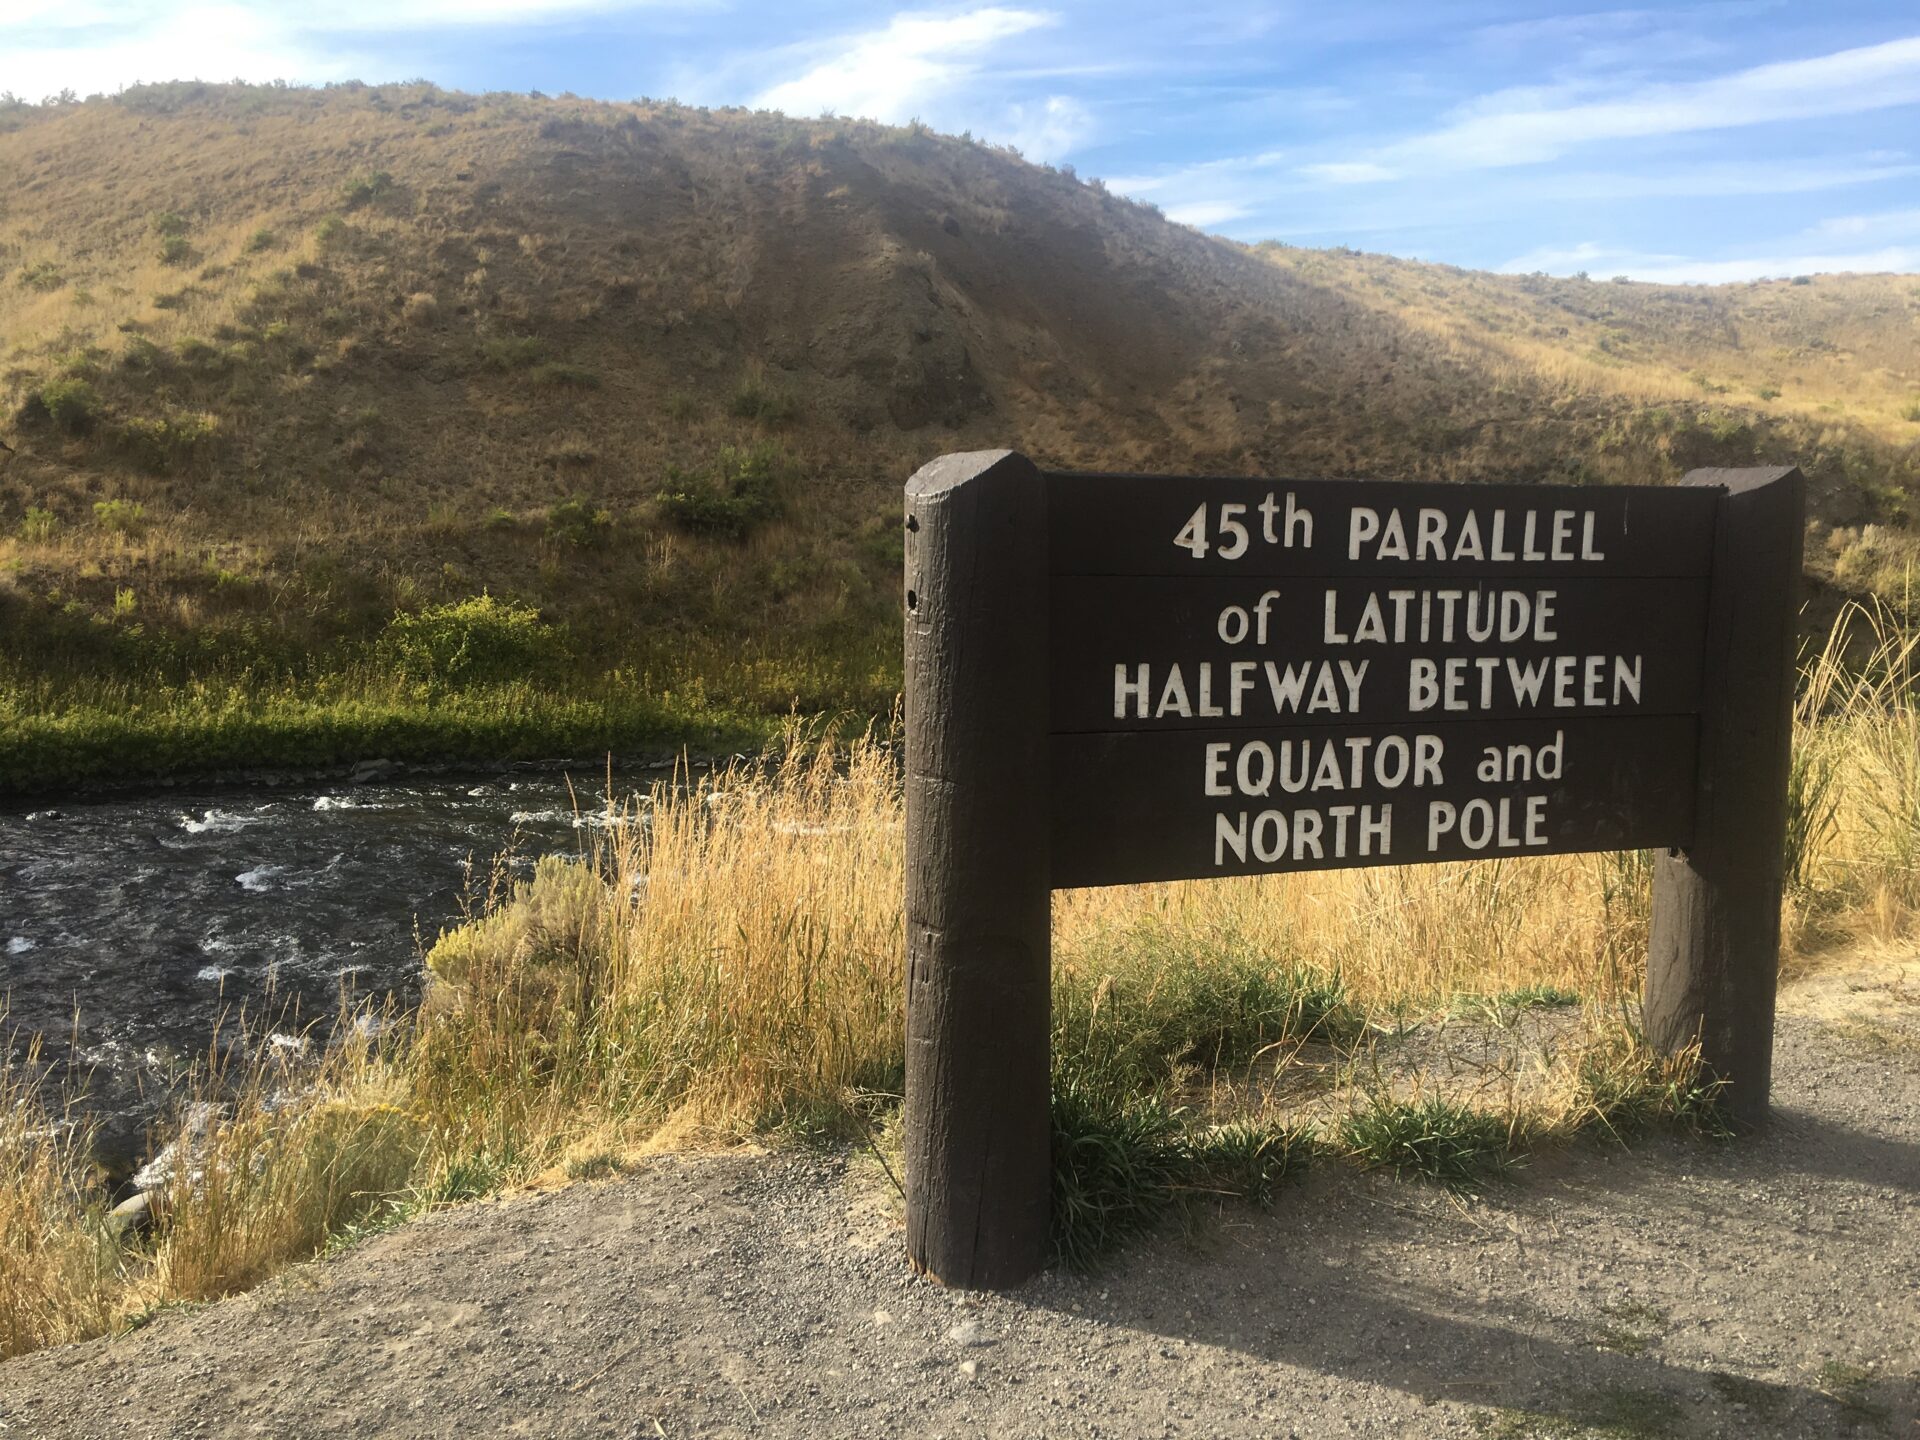 45th PARALLEL
of LATITUDE
HALFWAY BETWEEN
EQUATOR and
NORTH POLE